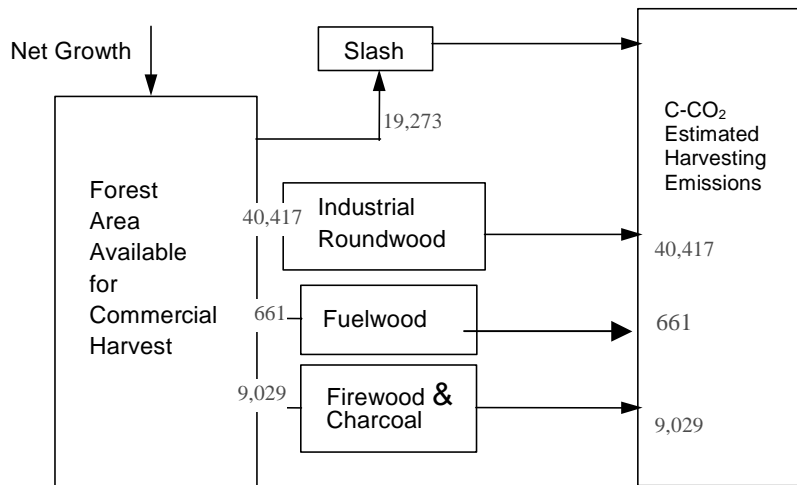 Net Growth
Slash
19,273
C-CO₂
Estimated
Harvesting
Emissions
Forest
Area
Available
for
Commercial
Harvest
40,417
Industrial
Roundwood
40,417
661
Fuelwood
661
9,029
Firewood &
Charcoal
9,029